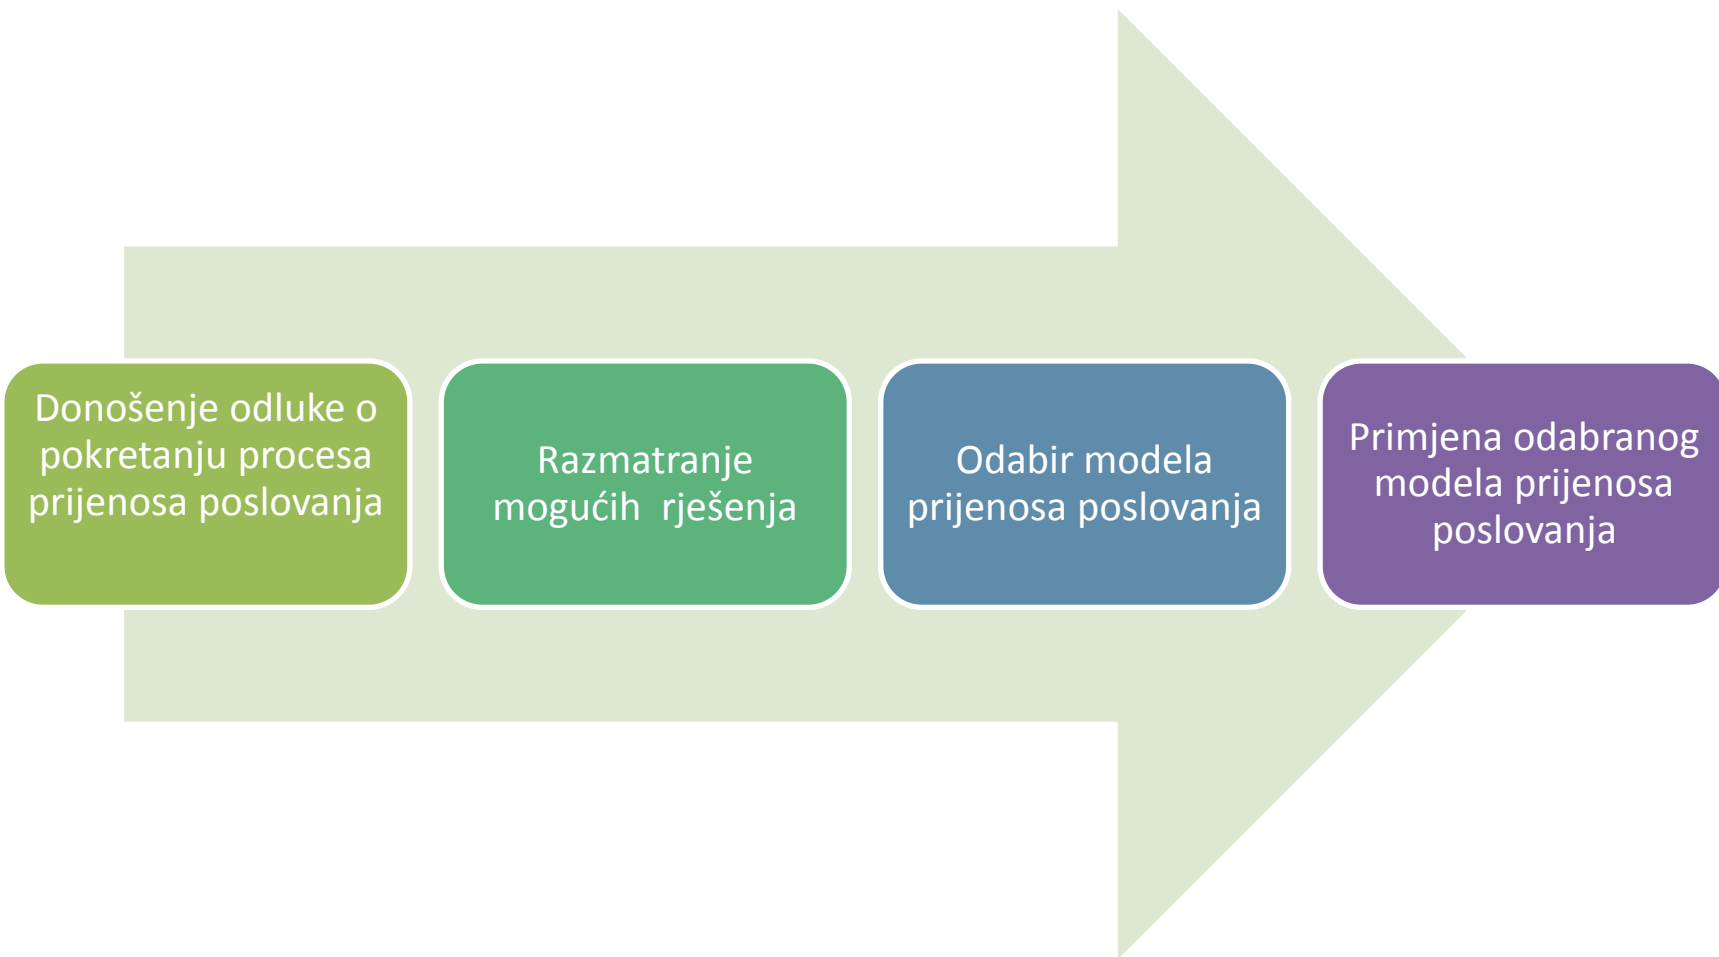 Donošenje odluke o
pokretanju procesa
prijenosa poslovanja
Razmatranje
mogućih  rješenja
Odabir modela
prijenosa poslovanja
Primjena odabranog
modela prijenosa
poslovanja